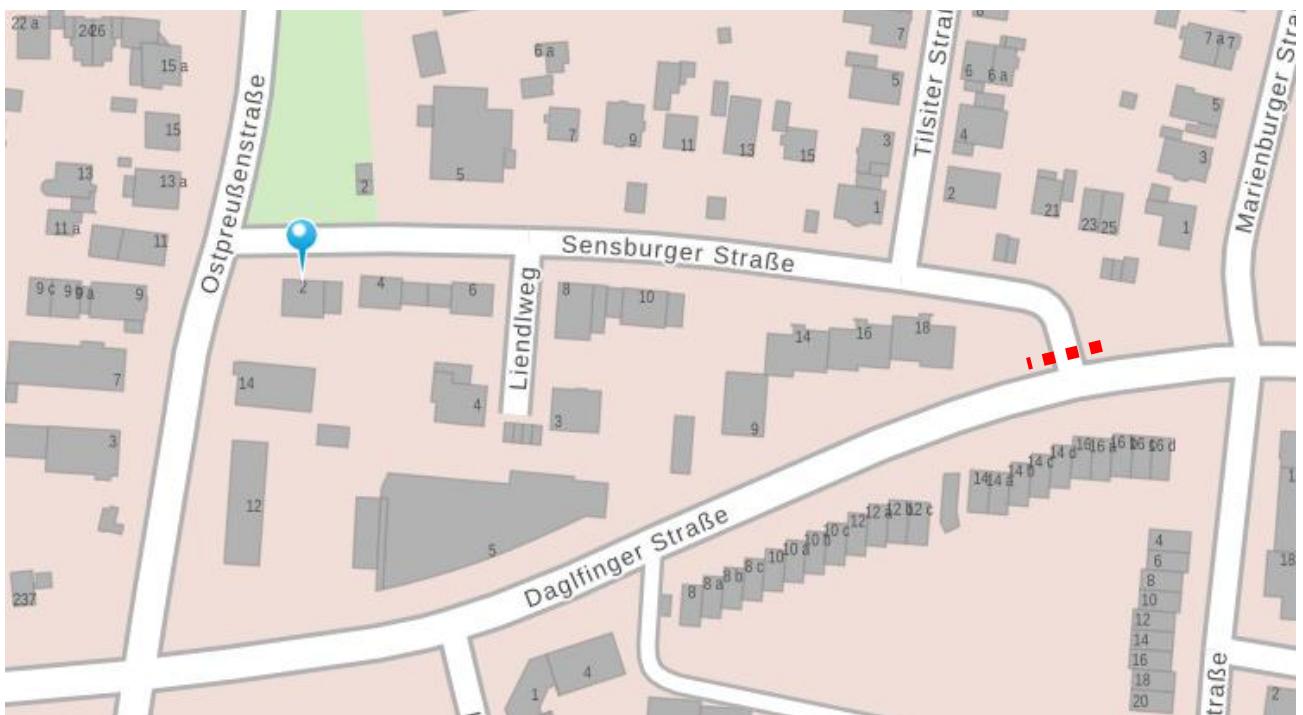 22 a
24
26
15 a
15
13
13 a
11 a
11
9 c
9 b
9 a
9
7
3
237
Ostpreußenstraße
2
6 a
5
7
9
11
13
15
7
5
3
1
Tilsiter Straß
6
6 a
4
2
21
23
25
1
7 a
7
5
3
Marienburger Stra
Sensburger Straße
2
4
6
Liendlweg
8
10
14
16
18
14
4
3
9
12
5
Daglfinger Straße
8
8 a
8 b
8 c
10
10 a
10 b
10 c
12
12 a
12 b
12 c
14
14 a
14 b
14 c
14 d
16
16 a
16 b
16 c
16 d
4
6
8
10
12
14
16
18
20
1
4
18
2
traße